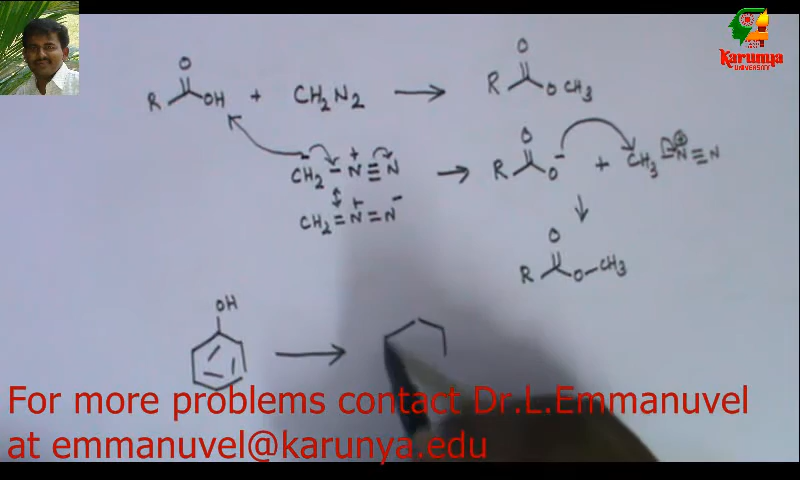 Karunya
UNIVERSITY
O
R OH + CH2N2 → R O OCH3
CH2 – N + ≡ N → R O O – + CH3 – N + ≡ N
CH2 = N + = N –
O
R O – CH3
OH
For more problems contact Dr.L.Emmanuvel
at emmanuvel@karunya.edu